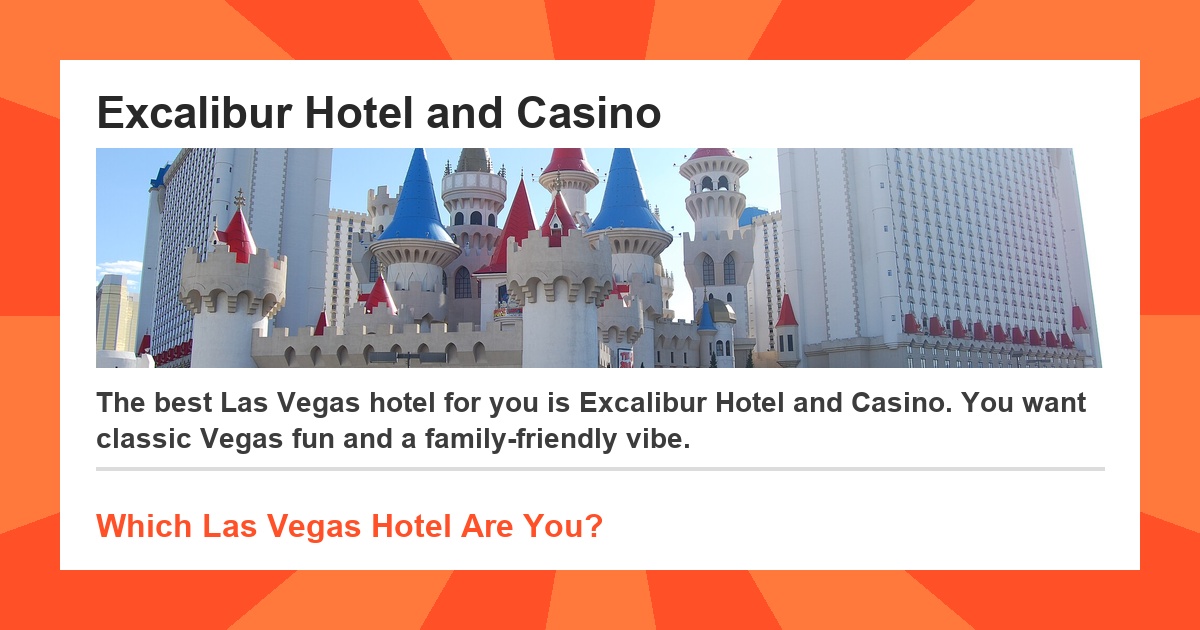 Excalibur Hotel and Casino
The best Las Vegas hotel for you is Excalibur Hotel and Casino. You want
classic Vegas fun and a family-friendly vibe.
Which Las Vegas Hotel Are You?